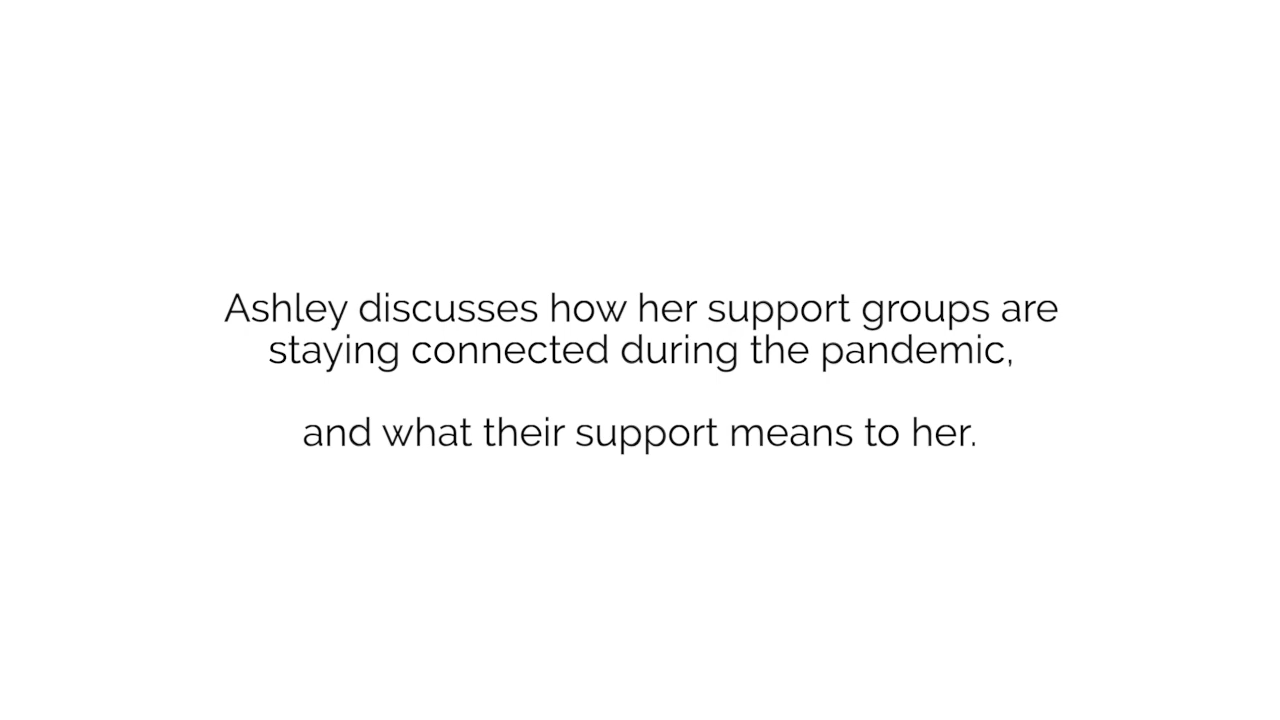 Ashley discusses how her support groups are
staying connected during the pandemic,
and what their support means to her.